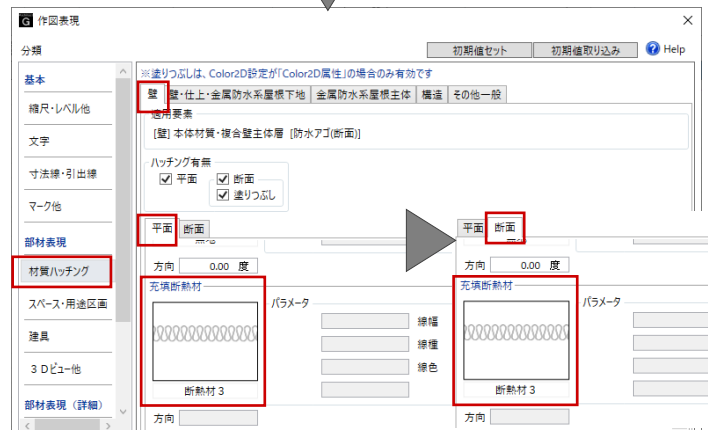 G 作図表現
分類
初期値セット 初期値取り込み ? Help
基本
縮尺・レベル他
文字
寸法線・引出線
マーク他
部材表現
材質ハッチング
スペース・用途区画
建具
3 Dビュー他
部材表現（詳細）
※塗りつぶしは、Color2D設定が「Color2D属性」の場合のみ有効です
壁 壁・仕上・金属防水系屋根下地 金属防水系屋根主体 構造 その他一般
適用要素
[壁] 本体材質・複合壁主体層 [防水アゴ(断面)]
ハッチング有無
平面 断面
塗りつぶし
平面 断面
方向 0.00 度
充填断熱材
パラメータ
線幅
線種
線色
断熱材３
方向
平面 断面
方向 0.00 度
充填断熱材
パラメータ
断熱材３
方向